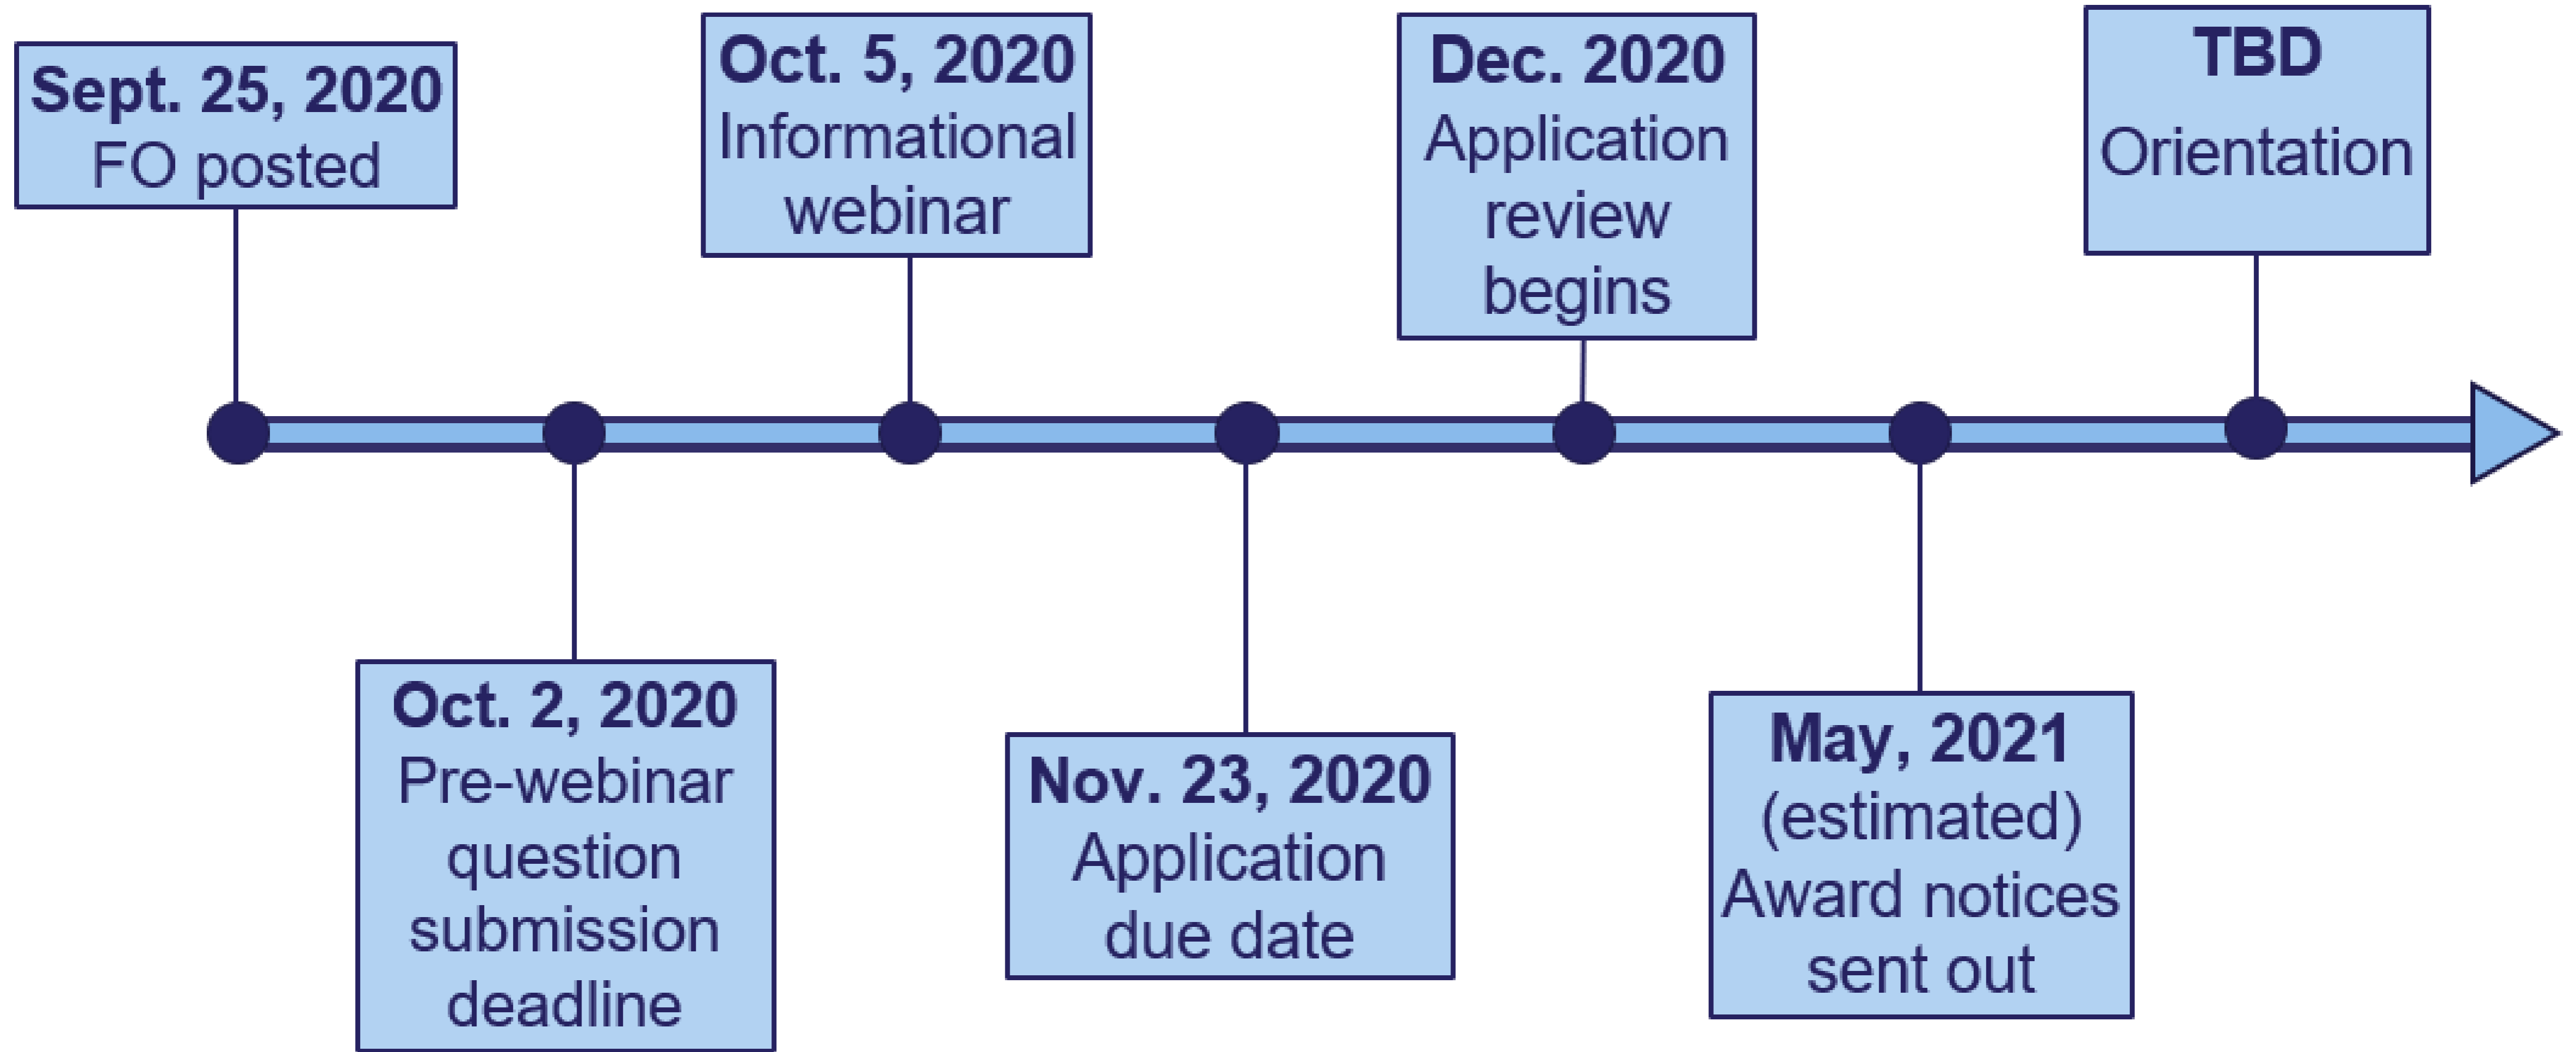 Sept. 25, 2020
FO posted
Oct. 2, 2020
Pre-webinar
question
submission
deadline
Oct. 5, 2020
Informational
webinar
Nov. 23, 2020
Application
due date
Dec. 2020
Application
review
begins
May, 2021
(estimated)
Award notices
sent out
TBD
Orientation